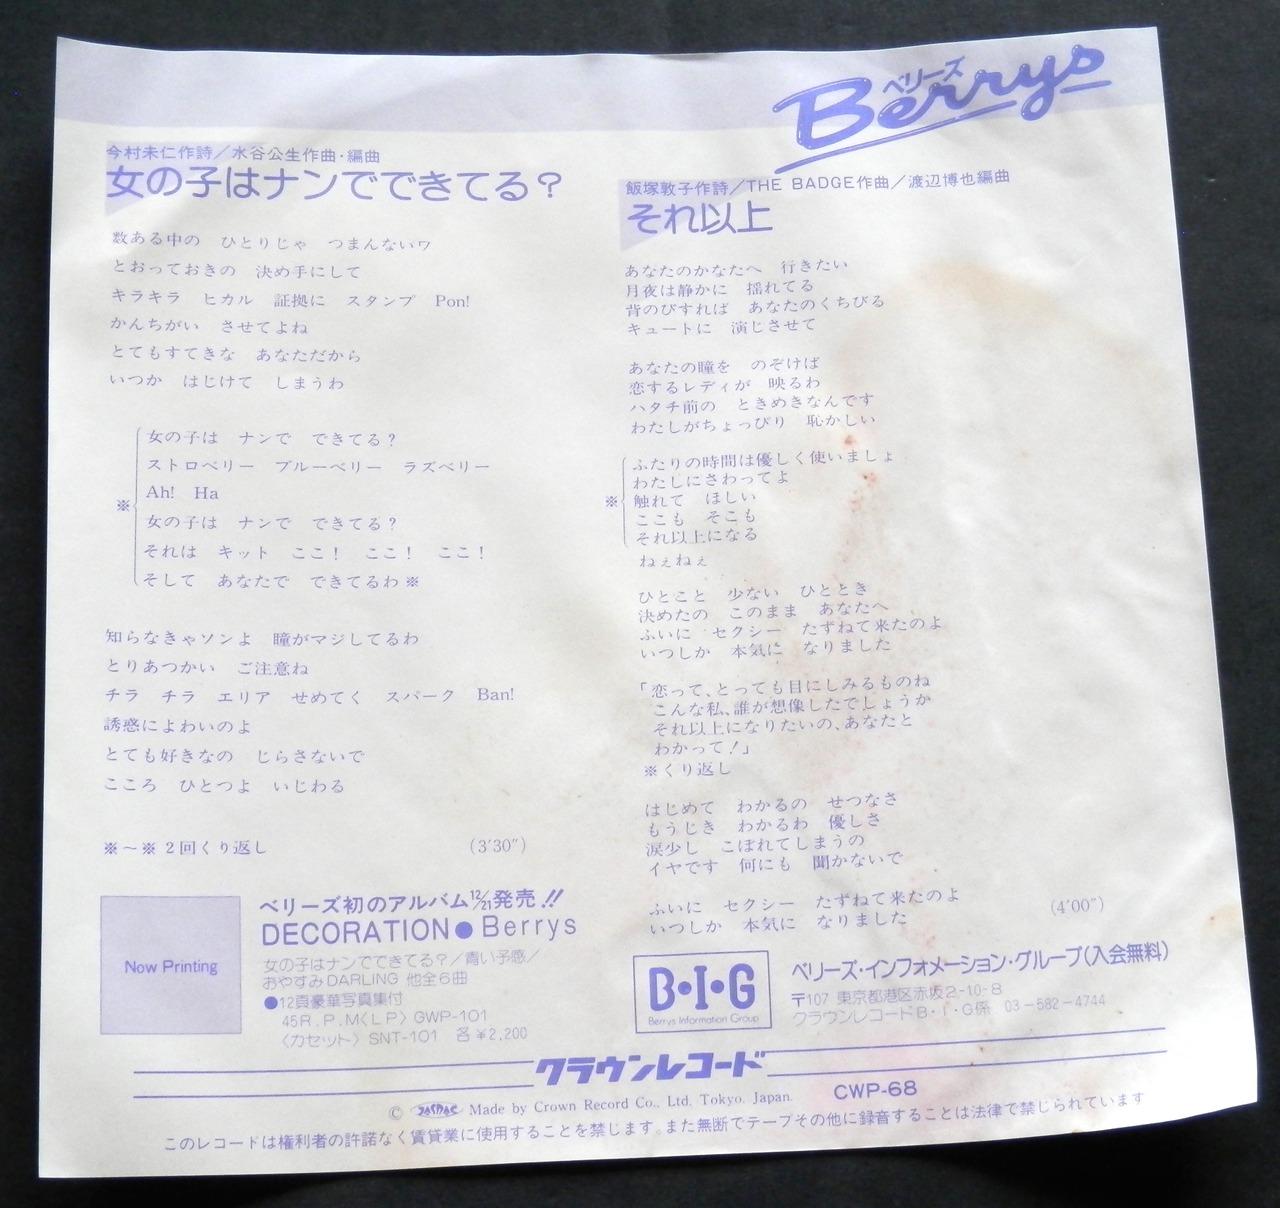 ベリーズ
Berrys
今村未仁作詩/水谷公生作曲・編曲
女の子はナンでできてる?
数ある中の ひとりじゃ つまんないワ
とおっておきの 決め手にして
キラキラ ヒカル 証拠に スタンプ Pon!
かんちがい させてよね
とてもすてきな あなただから
いつか はじけて しまうわ
※
女の子は ナンで できてる?
ストロベリー ブルーベリー ラズベリー
Ah! Ha
女の子は ナンで できてる?
それは キット ここ! ここ! ここ!
そして あなたで できてるわ※
知らなきゃソンよ 瞳がマジしてるわ
とりあつかい ご注意ね
チラ チラ エリア せめてく スパーク Ban!
誘惑によわいのよ
とても好きなの じらさないで
こころ ひとつよ いじわる
※〜※2回くり返し (3′30″)
飯塚敦子作詩/THE BADGE作曲/渡辺博也編曲
それ以上
あなたのかなたへ 行きたい
月夜は静かに 揺れてる
背のびすれば あなたのくちびる
キュートに 演じさせて
あなたの瞳を のぞけば
恋するレディが 映るわ
ハタチ前の ときめきなんです
わたしがちょっぴり 恥かしい
※
ふたりの時間は優しく使いましょ
わたしにさわってよ
触れて ほしい
ここも そこも
それ以上になる
ねぇねぇ
ひとこと 少ない ひととき
決めたの このまま あなたへ
ふいに セクシー たずねて来たのよ
いつしか 本気に なりました
「恋って、とっても目にしみるものね
こんな私、誰が想像したでしょうか
それ以上になりたいの、あなたと
わかって!」
※くり返し
はじめて わかるの せつなさ
もうじき わかるわ 優しさ
涙少し こぼれてしまうの
イヤです 何にも 聞かないで
ふいに セクシー たずねて来たのよ
いつしか 本気に なりました (4′00″)
Now Printing
ベリーズ初のアルバム12/21発売!!
DECORATION●Berrys
女の子はナンでできてる?/青い予感/
おやすみDARLING 他全6曲
●12頁豪華写真集付
45R.P.M〈LP〉GWP-101
〈カセット〉SNT-101 各¥2,200
B・I・G
Berrys Information Group
ベリーズ・インフォメーション・グループ(入会無料)
〒107 東京都港区赤坂2-10-8
クラウンレコードB・I・G係 03-582-4744
クラウンレコード
© JASRAC Made by Crown Record Co., Ltd. Tokyo. Japan. CWP-68
このレコードは権利者の許諾なく賃貸業に使用することを禁じます。また無断でテープその他に録音することは法律で禁じられています